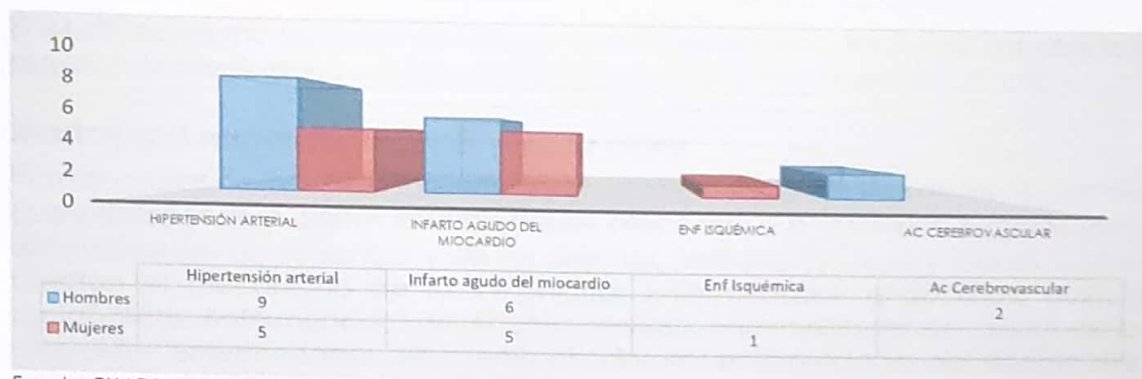 10
8
6
4
2
0
HIPERTENSIÓN ARTERIAL
INFARTO AGUDO DEL
MIOCARDIO
ENF ISQUÉMICA
AC CEREBROVASCULAR
Hipertensión arterial Infarto agudo del miocardio Enf Isquémica Ac Cerebrovascular
Hombres 9 6 2
Mujeres 5 5 1